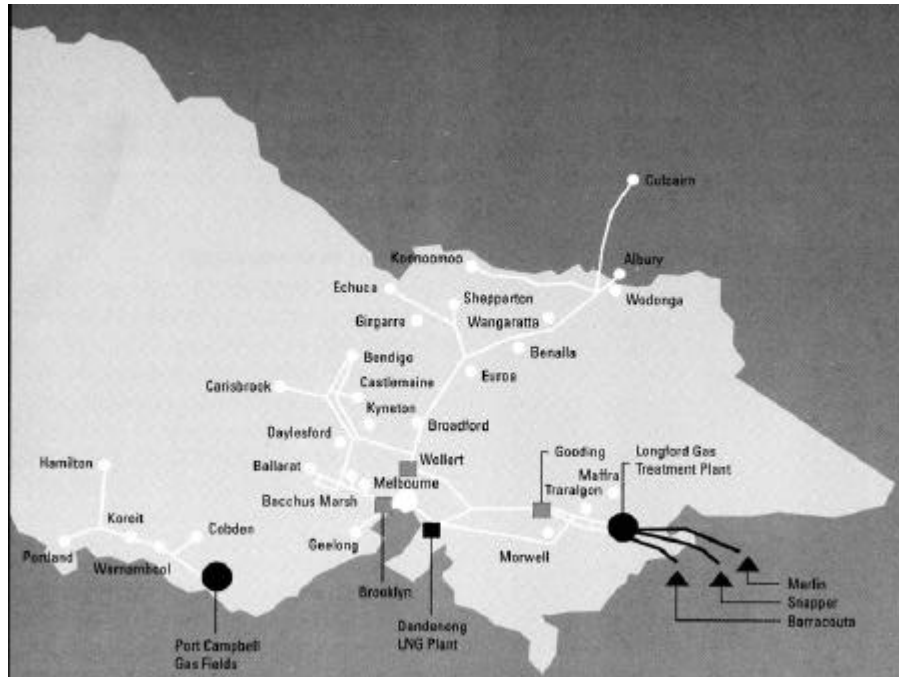 Culcairn
Koonoomoo
Albury
Echuca
Shepparton
Wodonga
Girgarre
Wangaratta
Benalla
Bendigo
Euroa
Carisbrook
Castlemaine
Kyneton
Broadford
Daylesford
Gooding
Longford Gas
Treatment Plant
Hamilton
Ballarat
Wollert
Maffra
Melbourne
Traralgon
Bacchus Marsh
Koroit
Cobden
Geelong
Portland
Warrnambool
Morwell
Brooklyn
Marlin
Snapper
Barracouta
Dandenong
LNG Plant
Port Campbell
Gas Fields